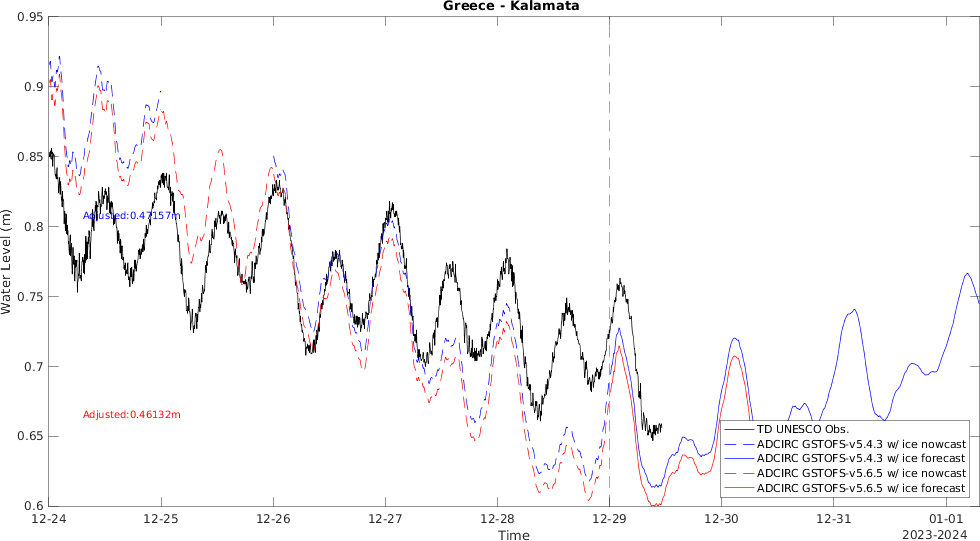 Greece - Kalamata
0.95
0.9
0.85
0.8
0.75
0.7
0.65
0.6
Water Level (m)
Adjusted:0.47157m
Adjusted:0.46132m
TD UNESCO Obs.
ADCIRC GSTOFS-v5.4.3 w/ ice nowcast
ADCIRC GSTOFS-v5.4.3 w/ ice forecast
ADCIRC GSTOFS-v5.6.5 w/ ice nowcast
ADCIRC GSTOFS-v5.6.5 w/ ice forecast
12-24 12-25 12-26 12-27 12-28 12-29 12-30 12-31 01-01
Time
2023-2024